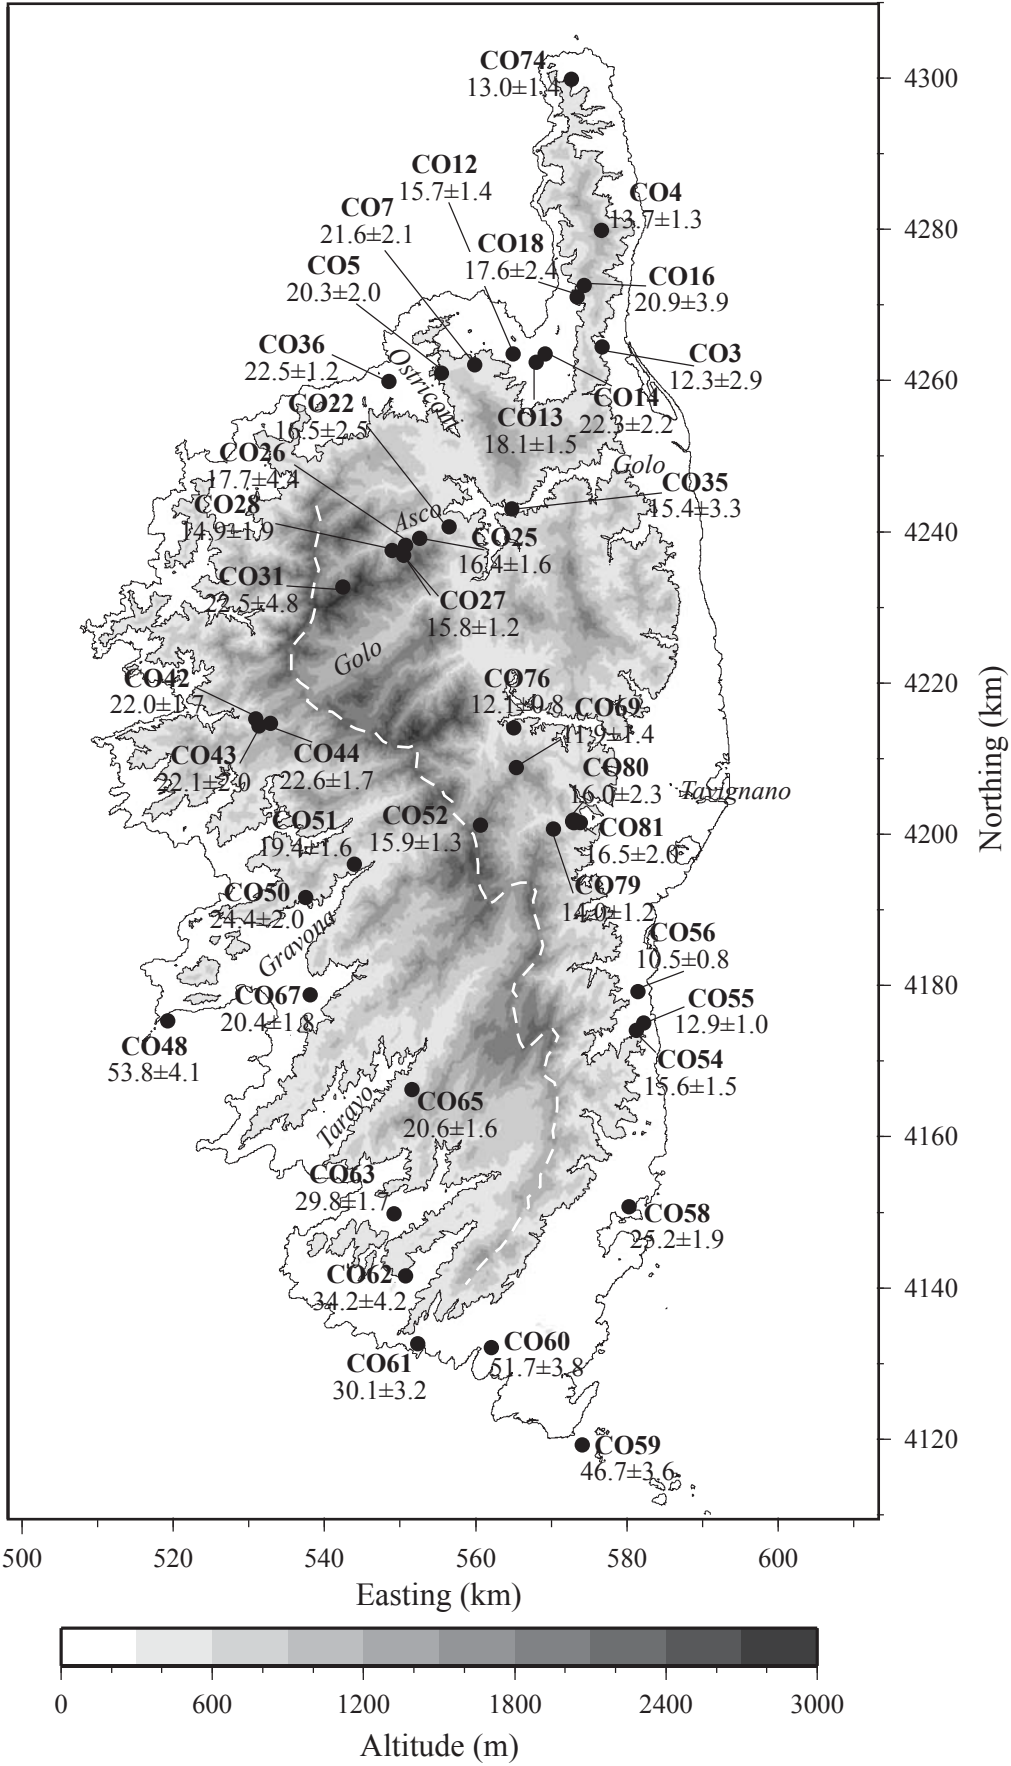 CO74
13.0±1.4
4300
CO12
15.7±1.4
CO4
13.7±1.3
CO7
21.6±2.1
4280
CO18
17.6±2.4
CO5
20.3±2.0
CO16
20.9±3.9
CO36
22.5±1.2
CO3
12.3±2.9
4260
Ostriconi
CO22
16.5±2.5
CO14
22.3±2.2
CO13
18.1±1.5
CO26
17.7±4.4
Golo
CO35
15.4±3.3
CO28
14.9±1.9
Asco
4240
CO25
16.4±1.6
CO31
22.5±4.8
CO27
15.8±1.2
Golo
CO42
22.0±1.7
CO76
12.1±0.8
4220
CO69
11.9±1.4
CO43
22.1±2.0
CO44
22.6±1.7
CO80
16.0±2.3
Tavignano
CO52
15.9±1.3
CO51
19.4±1.6
CO81
16.5±2.6
4200
CO50
24.4±2.0
CO79
14.0±1.2
Gravona
CO56
10.5±0.8
4180
CO67
20.4±1.8
CO55
12.9±1.0
CO48
53.8±4.1
CO54
15.6±1.5
Taravo
CO65
20.6±1.6
4160
CO63
29.8±1.7
CO58
25.2±1.9
CO62
34.2±4.2
4140
CO61
30.1±3.2
CO60
51.7±3.8
CO59
46.7±3.6
4120
Northing (km)
500
520
540
560
580
600
Easting (km)
0
600
1200
1800
2400
3000
Altitude (m)